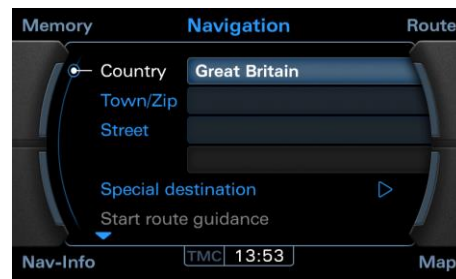 Memory Navigation Route
Country Great Britain
Town/Zip
Street
Special destination
Start route guidance
Nav-Info TMC 13:53 Map